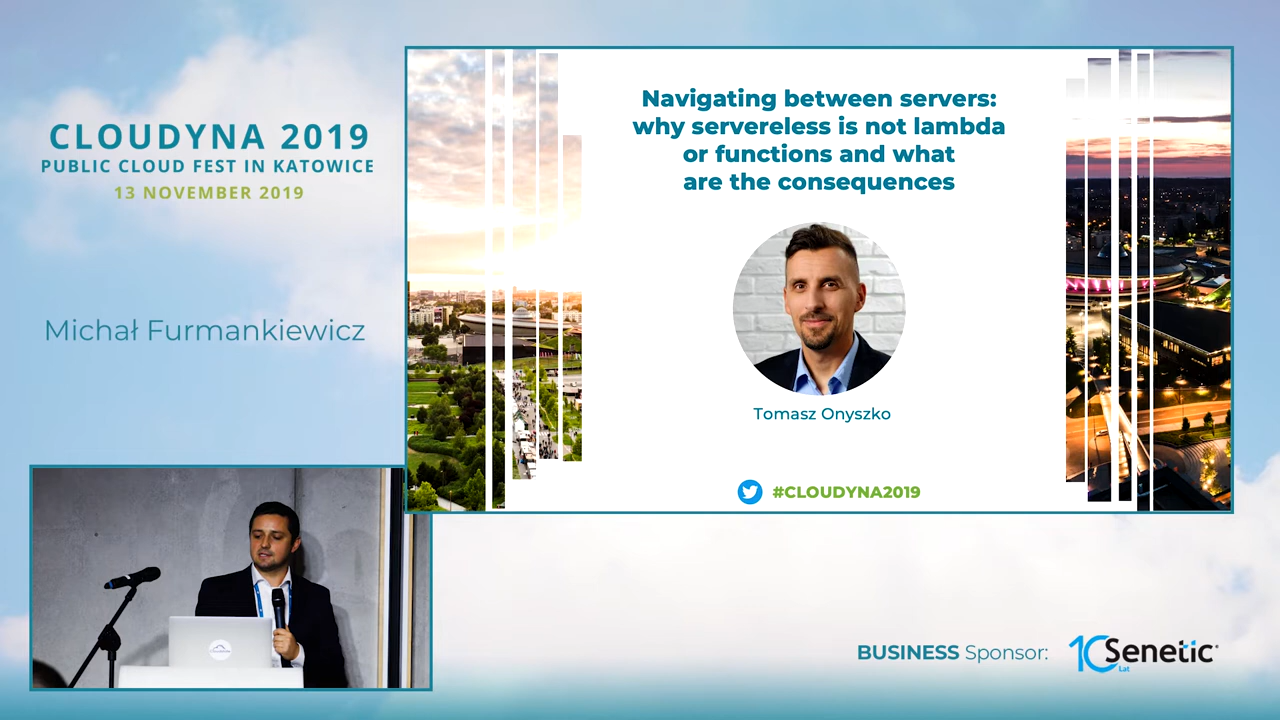 CLOUDYNA 2019
PUBLIC CLOUD FEST IN KATOWICE
13 NOVEMBER 2019
Michał Furmankiewicz
Navigating between servers:
why servereless is not lambda
or functions and what
are the consequences
Tomasz Onyszko
#CLOUDYNA2019
BUSINESS Sponsor:
10 Senetic
Lat